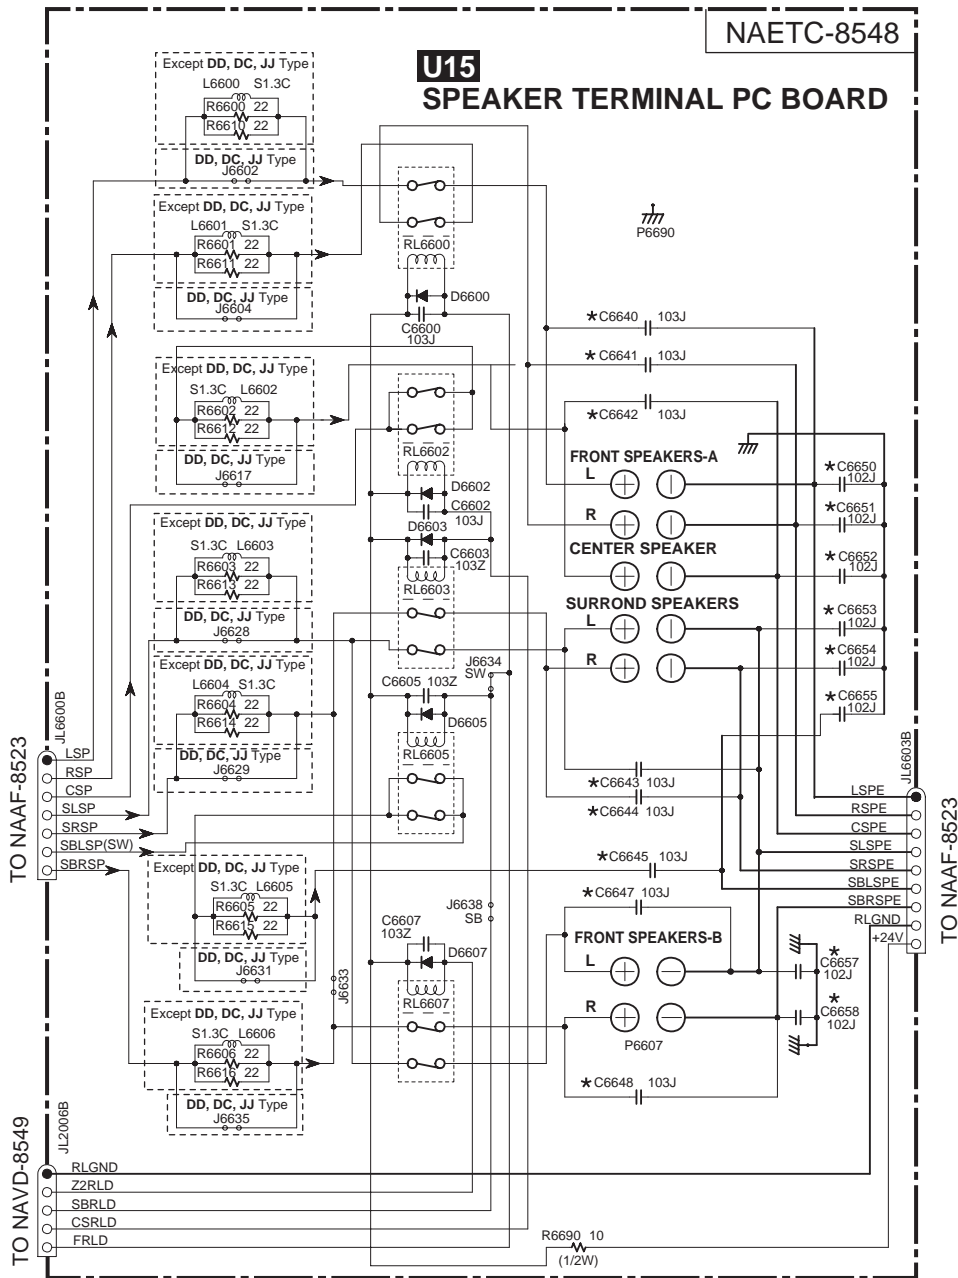 NAETC-8548
U15
SPEAKER TERMINAL PC BOARD
Except DD, DC, JJ Type
L6600 S1.3C
R6600 22
R6610 22
DD, DC, JJ Type
J6602
Except DD, DC, JJ Type
L6601 S1.3C
R6601 22
R6611 22
DD, DC, JJ Type
J6604
RL6600
D6600
C6600
103J
P6690
*C6640 103J
*C6641 103J
*C6642 103J
Except DD, DC, JJ Type
S1.3C L6602
R6602 22
R6612 22
DD, DC, JJ Type
J6617
RL6602
D6602
C6602
103J
D6603
C6603
103Z
RL6603
FRONT SPEAKERS-A
L
R
CENTER SPEAKER
SURROND SPEAKERS
L
R
*C6650
102J
*C6651
102J
*C6652
102J
*C6653
102J
*C6654
102J
*C6655
102J
Except DD, DC, JJ Type
S1.3C L6603
R6603 22
R6613 22
DD, DC, JJ Type
J6628
Except DD, DC, JJ Type
L6604 S1.3C
R6604 22
R6614 22
DD, DC, JJ Type
J6629
J6634
SW
C6605 103Z
D6605
RL6605
*C6643 103J
*C6644 103J
*C6645 103J
*C6647 103J
JL6600B
TO NAAF-8523
LSP
RSP
CSP
SLSP
SRSP
SBLSP(SW)
SBRSP
JL6603B
TO NAAF-8523
LSPE
RSPE
CSPE
SLSPE
SRSPE
SBLSPE
SBRSPE
RLGND
+24V
Except DD, DC, JJ Type
S1.3C L6605
R6605 22
R6615 22
DD, DC, JJ Type
J6631
J6633
J6638
SB
C6607
103Z
D6607
RL6607
FRONT SPEAKERS-B
L
R
P6607
*
C6657
102J
*
C6658
102J
*C6648 103J
Except DD, DC, JJ Type
S1.3C L6606
R6606 22
R6616 22
DD, DC, JJ Type
J6635
JL2006B
TO NAVD-8549
RLGND
Z2RLD
SBRLD
CSRLD
FRLD
R6690 10
(1/2W)